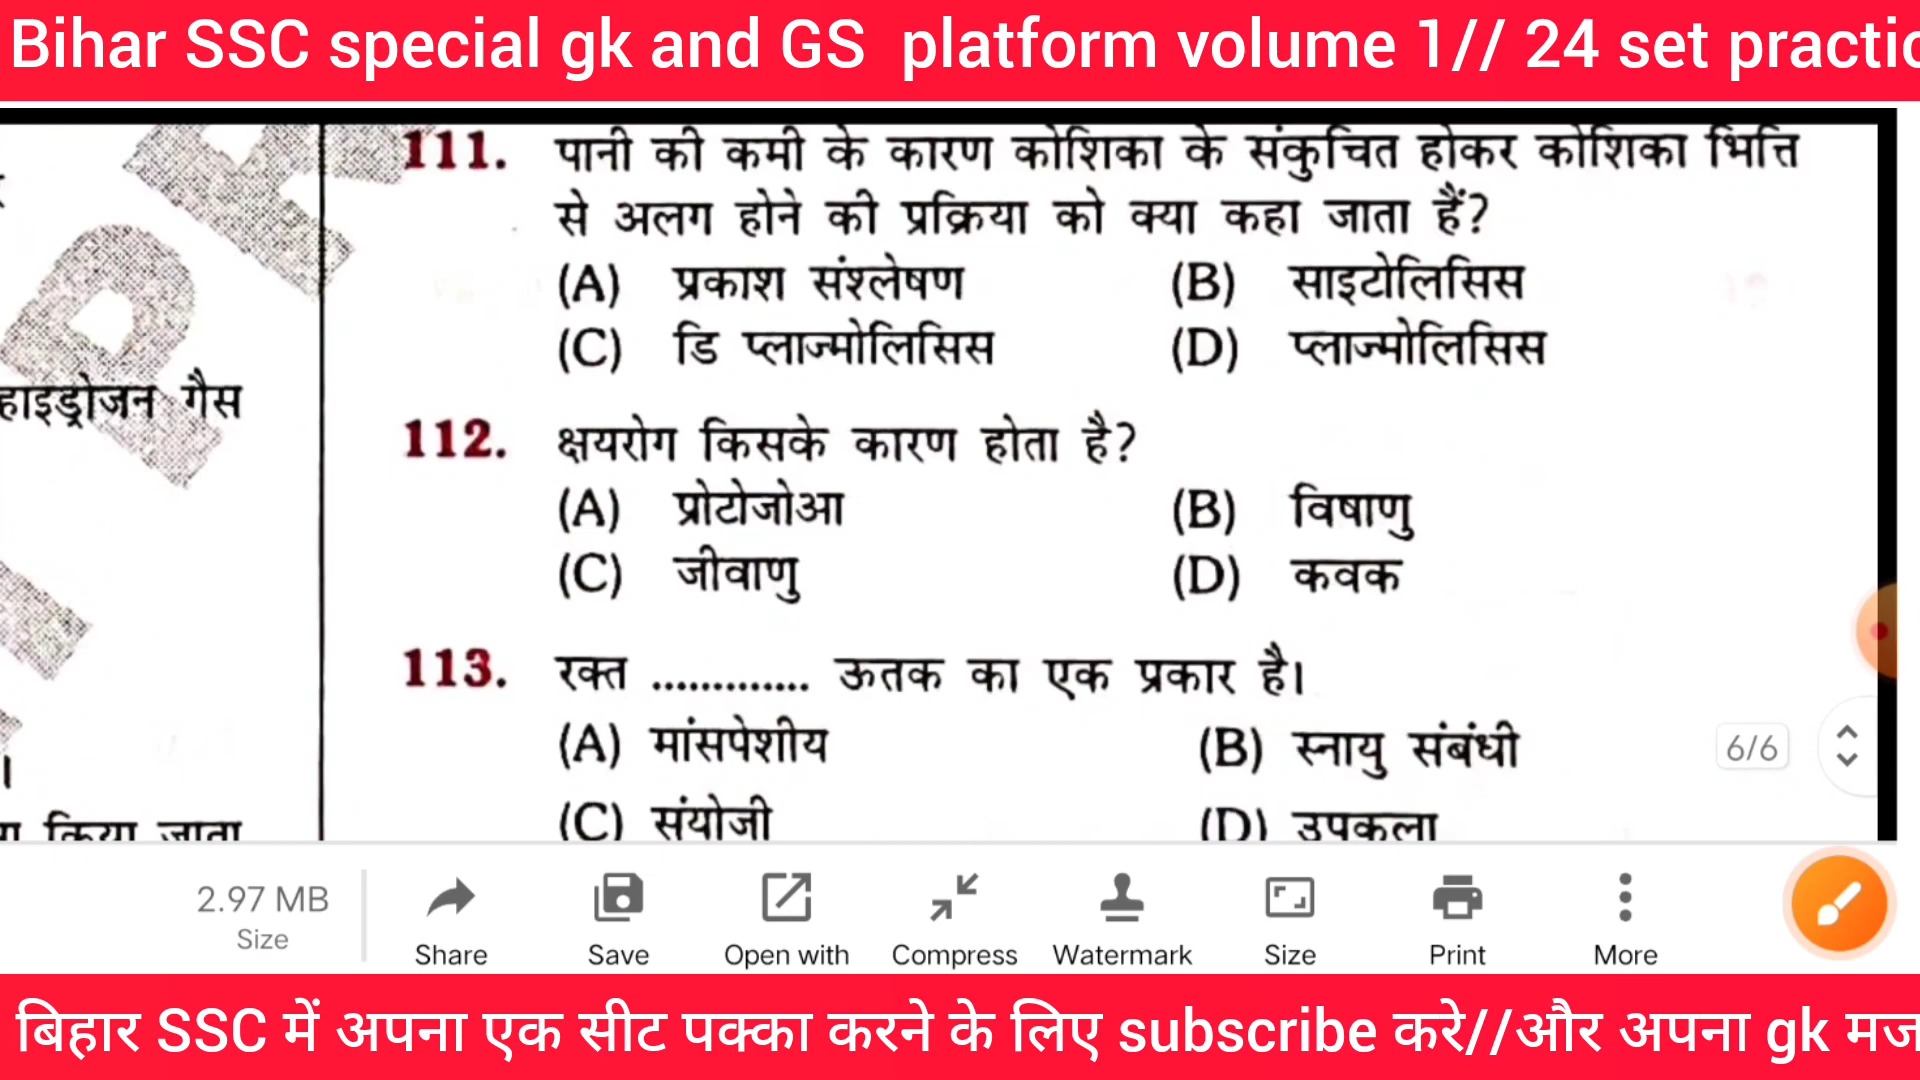 Bihar SSC special gk and GS platform volume 1// 24 set practic
111. पानी की कमी के कारण कोशिका के संकुचित होकर कोशिका भित्ति
से अलग होने की प्रक्रिया को क्या कहा जाता हैं?
(A) प्रकाश संश्लेषण (B) साइटोलिसिस
(C) डि प्लाज्मोलिसिस (D) प्लाज्मोलिसिस
हाइड्रोजन गैस
112. क्षयरोग किसके कारण होता है?
(A) प्रोटोजोआ (B) विषाणु
(C) जीवाणु (D) कवक
113. रक्त ............. ऊतक का एक प्रकार है।
(A) मांसपेशीय (B) स्नायु संबंधी
(C) संयोजी (D) उपकला
किया जाता
6/6
2.97 MB
Size
Share Save Open with Compress Watermark Size Print More
बिहार SSC में अपना एक सीट पक्का करने के लिए subscribe करे//और अपना gk मज